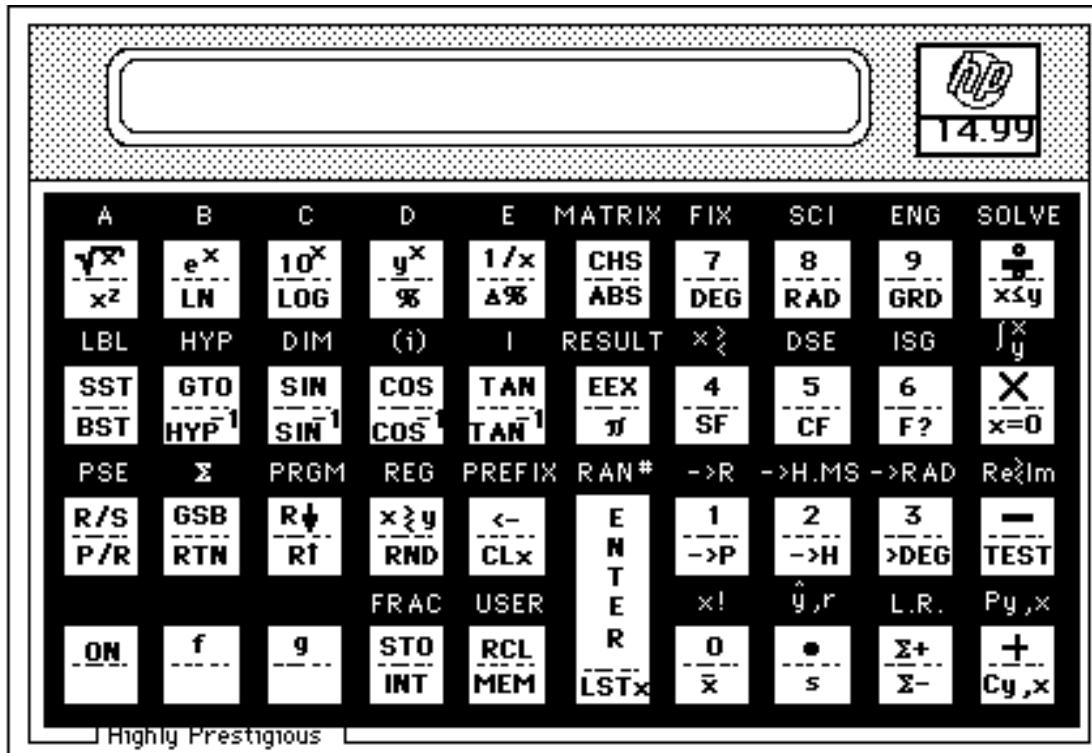 hp
14.99
A B C D E MATRIX FIX SCI ENG SOLVE
√x e^x 10^x y^x 1/x CHS 7 8 9 ÷
x² LN LOG % Δ% ABS DEG RAD GRD x≤y
LBL HYP DIM (i) I RESULT x≷ DSE ISG ∫xy
SST GTO SIN COS TAN EEX 4 5 6 ×
BST HYP⁻¹ SIN⁻¹ COS⁻¹ TAN⁻¹ π SF CF F? x=0
PSE Σ PRGM REG PREFIX RAN# ->R ->H.MS ->RAD Re≷Im
R/S GSB R↓ x≷y <- ENTER 1 2 3 −
P/R RTN R↑ RND CLx ->P ->H >DEG TEST
FRAC USER x! ŷ,r L.R. Py,x
ON f g STO RCL 0 • Σ+ +
INT MEM LSTx x̄ s Σ- Cy,x
Highly Prestigious